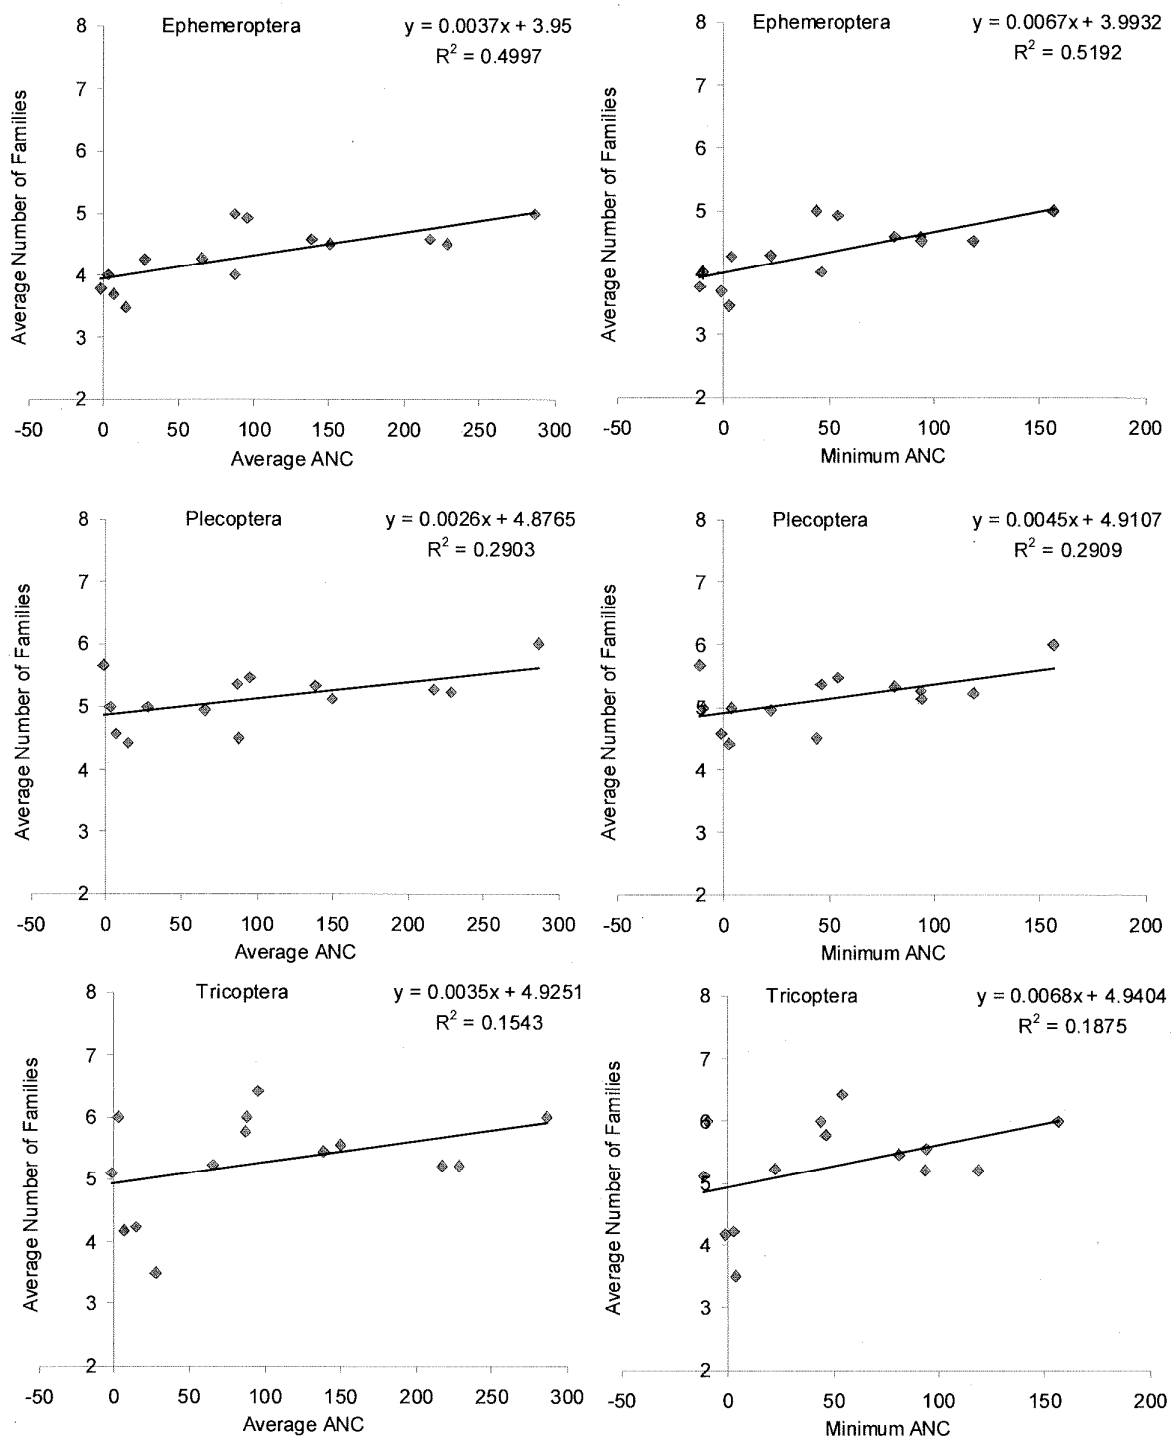 Ephemeroptera
y = 0.0037x + 3.95
R² = 0.4997
Average Number of Families
8
7
6
5
4
3
2
-50 0 50 100 150 200 250 300
Average ANC
Ephemeroptera
y = 0.0067x + 3.9932
R² = 0.5192
Average Number of Families
8
7
6
5
4
3
2
-50 0 50 100 150 200
Minimum ANC
Plecoptera
y = 0.0026x + 4.8765
R² = 0.2903
Average Number of Families
8
7
6
5
4
3
2
-50 0 50 100 150 200 250 300
Average ANC
Plecoptera
y = 0.0045x + 4.9107
R² = 0.2909
Average Number of Families
8
7
6
5
4
3
2
-50 0 50 100 150 200
Minimum ANC
Tricoptera
y = 0.0035x + 4.9251
R² = 0.1543
Average Number of Families
8
7
6
5
4
3
2
-50 0 50 100 150 200 250 300
Average ANC
Tricoptera
y = 0.0068x + 4.9404
R² = 0.1875
Average Number of Families
8
7
6
5
4
3
2
-50 0 50 100 150 200
Minimum ANC